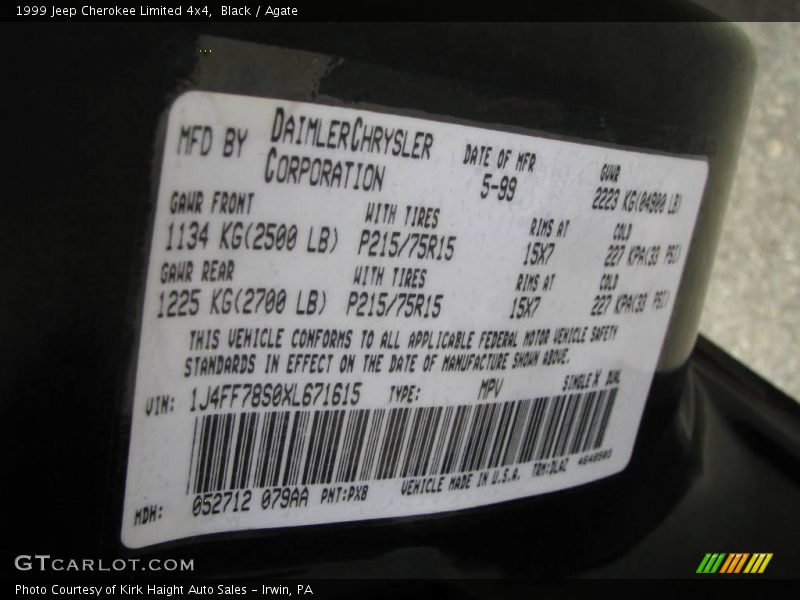 1999 Jeep Cherokee Limited 4x4, Black / Agate
MFD BY DAIMLERCHRYSLER CORPORATION
DATE OF MFR 5-99
GVWR 2223 KG(04900 LB)
GAWR FRONT WITH TIRES RIMS AT COLD
1134 KG(2500 LB) P215/75R15 15X7 227 KPA(33 PSI)
GAWR REAR WITH TIRES RIMS AT COLD
1225 KG(2700 LB) P215/75R15 15X7 227 KPA(33 PSI)
THIS VEHICLE CONFORMS TO ALL APPLICABLE FEDERAL MOTOR VEHICLE SAFETY
STANDARDS IN EFFECT ON THE DATE OF MANUFACTURE SHOWN ABOVE.
VIN: 1J4FF78S0XL671615 TYPE: MPV SINGLE X DUAL
MDH: 052712 079AA PNT:PX8 VEHICLE MADE IN U.S.A. TRM:DLAZ
GTCARLOT.COM
Photo Courtesy of Kirk Haight Auto Sales - Irwin, PA